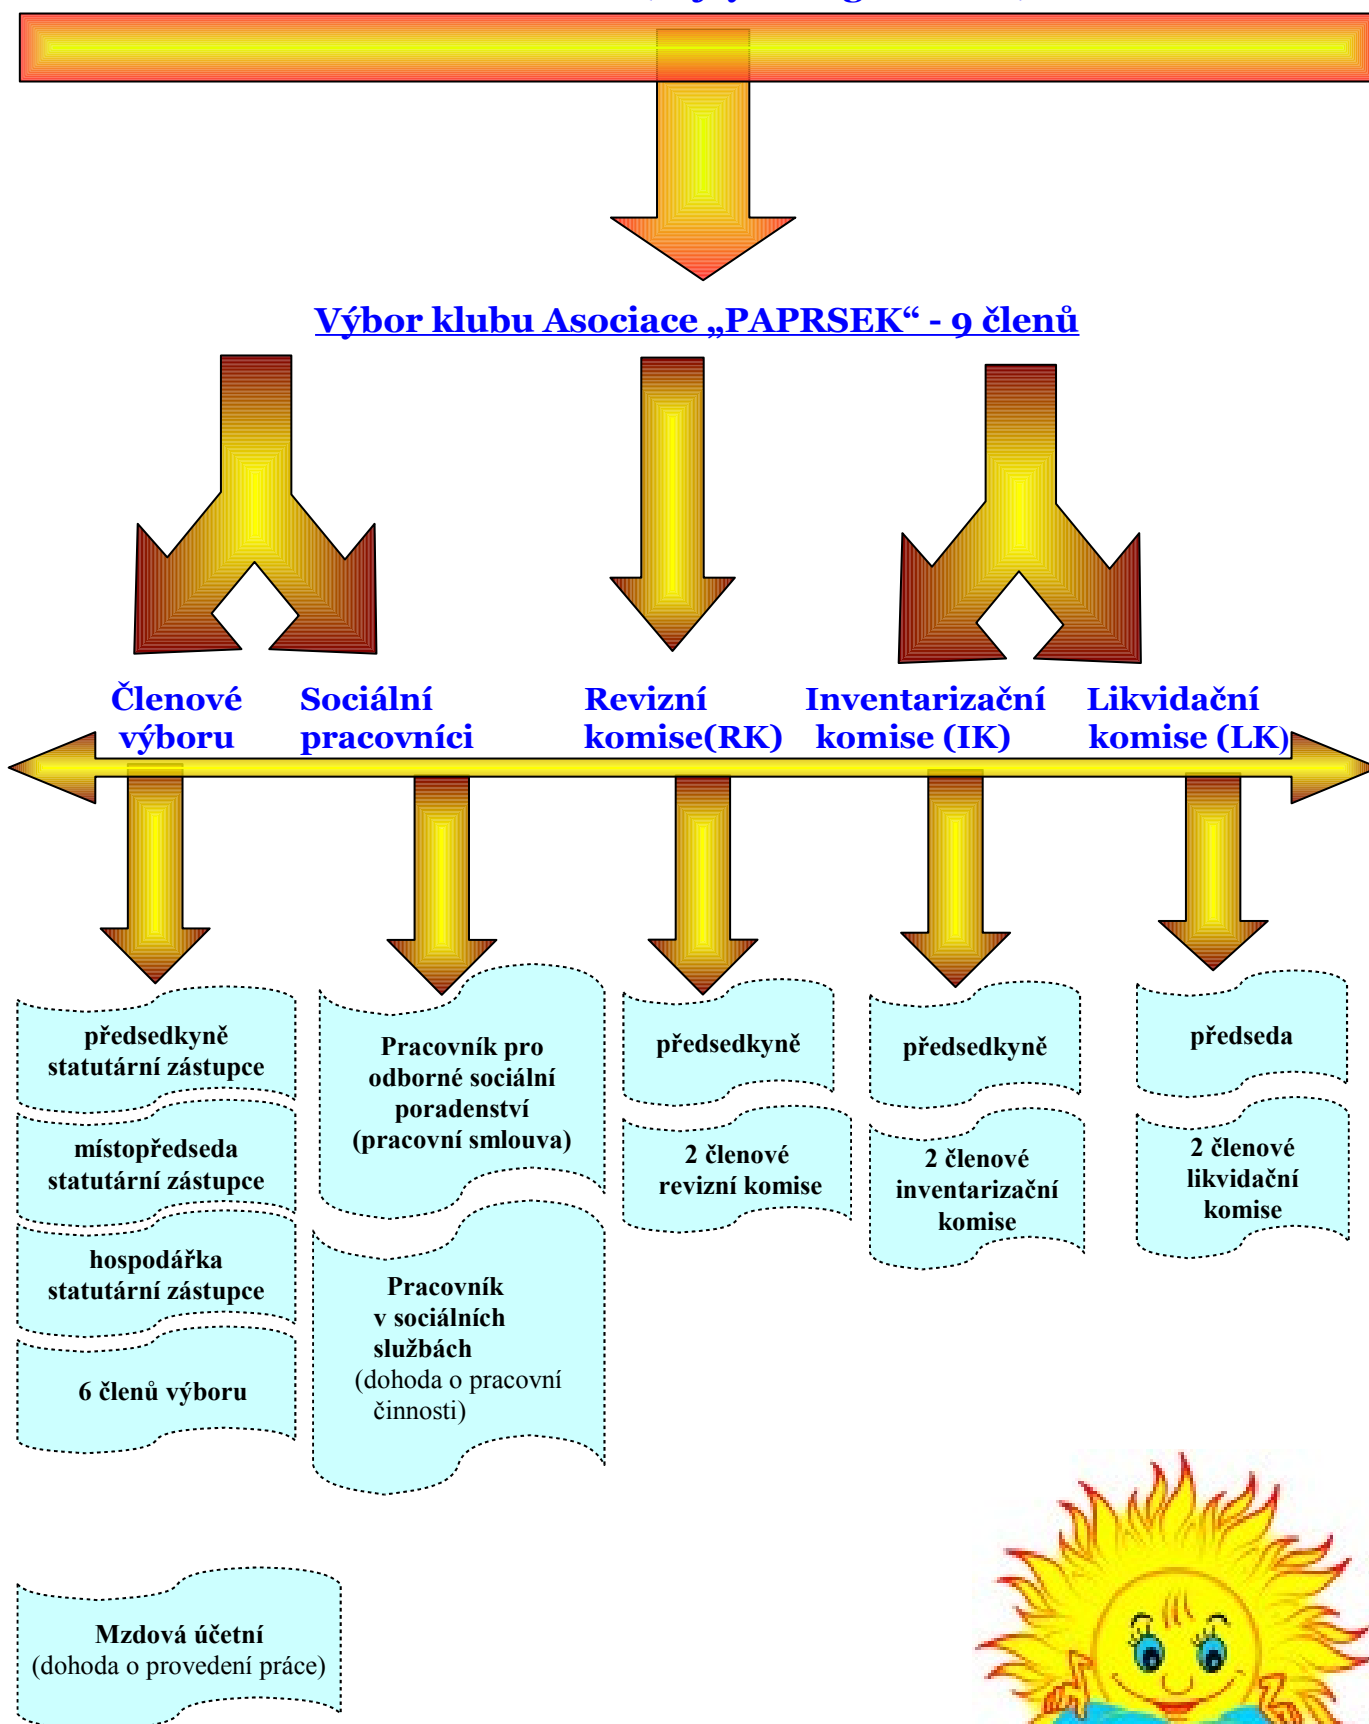 Výbor klubu Asociace „PAPRSEK“ - 9 členů
Členové
výboru
Sociální
pracovníci
Revizní
komise(RK)
Inventarizační
komise (IK)
Likvidační
komise (LK)
předsedkyně
statutární zástupce
místopředseda
statutární zástupce
hospodářka
statutární zástupce
6 členů výboru
Pracovník pro
odborné sociální
poradenství
(pracovní smlouva)
Pracovník
v sociálních
službách
(dohoda o pracovní
činnosti)
předsedkyně
2 členové
revizní komise
předsedkyně
2 členové
inventarizační
komise
předseda
2 členové
likvidační
komise
Mzdová účetní
(dohoda o provedení práce)